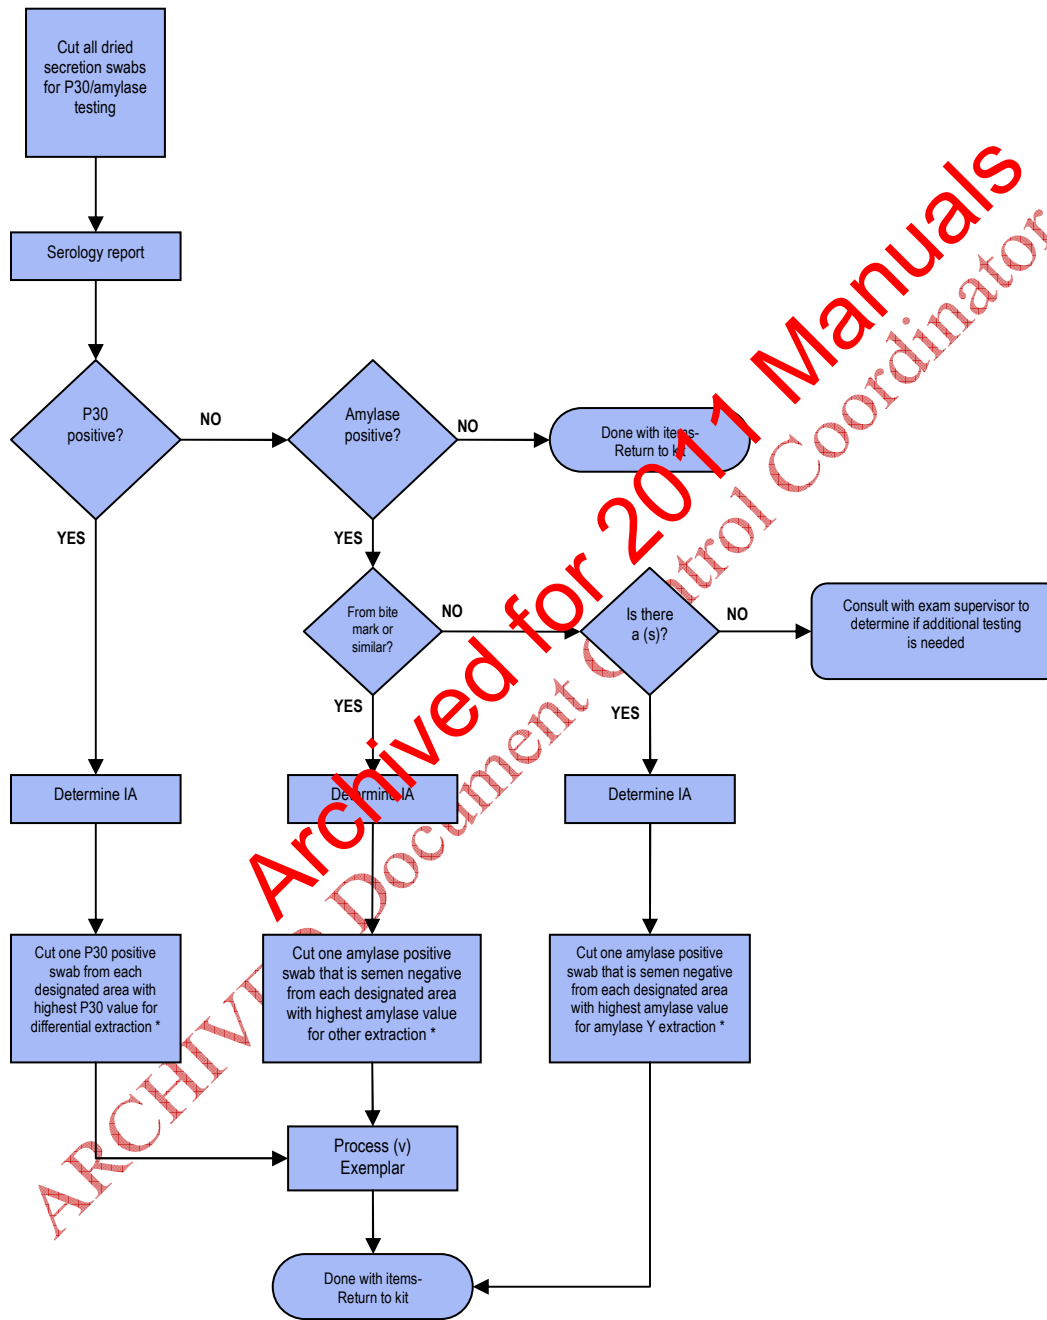 Cut all dried
secretion swabs
for P30/amylase
testing
Serology report
P30
positive?
NO
Amylase
positive?
NO
Done with items-
Return to kit
YES
YES
From bite
mark or
similar?
NO
Is there
a (s)?
NO
Consult with exam supervisor to
determine if additional testing
is needed
YES
YES
Determine IA
Determine IA
Determine IA
Cut one P30 positive
swab from each
designated area with
highest P30 value for
differential extraction *
Cut one amylase positive
swab that is semen negative
from each designated area
with highest amylase value
for other extraction *
Cut one amylase positive
swab that is semen negative
from each designated area
with highest amylase value
for amylase Y extraction *
Process (v)
Exemplar
Done with items-
Return to kit
Archived for 2011 Manuals
ARCHIVED Document Control Coordinator